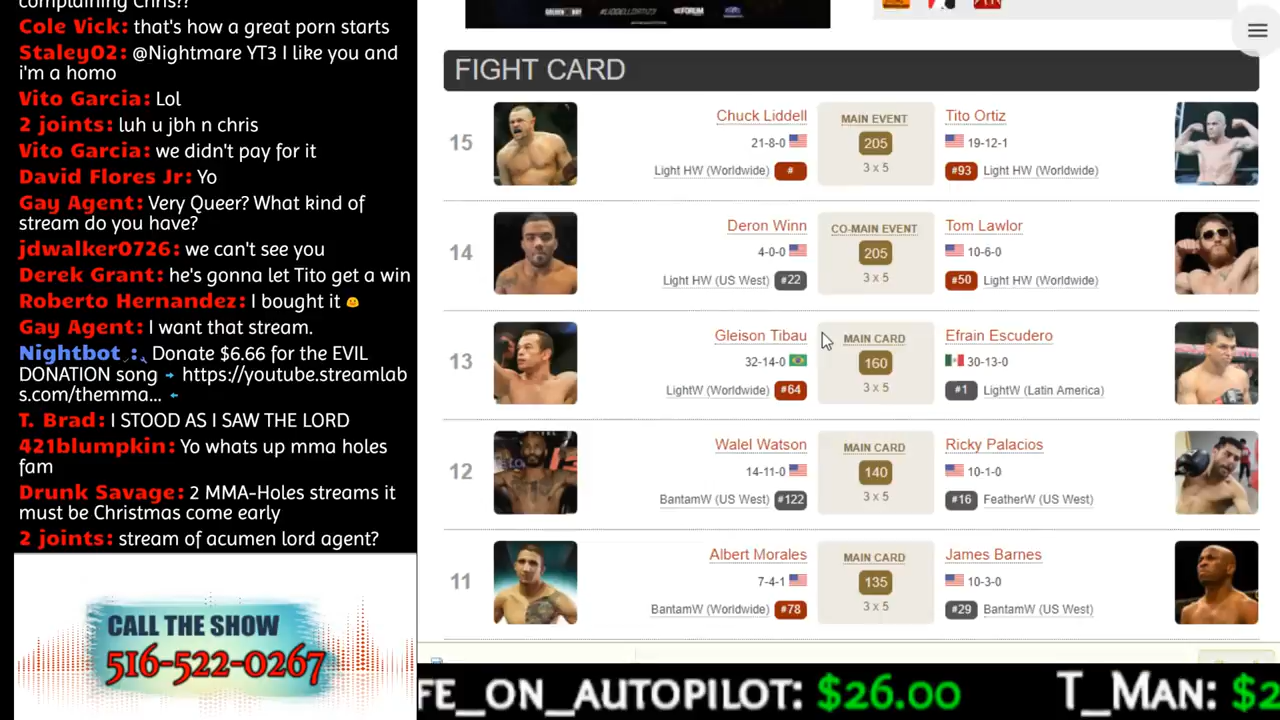 complaining Chris??
Cole Vick: that's how a great porn starts
Staley02: @Nightmare YT3 I like you and
i'm a homo
Vito Garcia: Lol
2 joints: luh u jbh n chris
Vito Garcia: we didn't pay for it
David Flores Jr: Yo
Gay Agent: Very Queer? What kind of
stream do you have?
jdwalker0726: we can't see you
Derek Grant: he's gonna let Tito get a win
Roberto Hernandez: I bought it
Gay Agent: I want that stream.
Nightbot : Donate $6.66 for the EVIL
DONATION song https://youtube.streamlab
s.com/themma...
T. Brad: I STOOD AS I SAW THE LORD
421blumpkin: Yo whats up mma holes
fam
Drunk Savage: 2 MMA-Holes streams it
must be Christmas come early
2 joints: stream of acumen lord agent?
CALL THE SHOW
516-522-0267
#LIDDELLORTIZ3 FORUM
FIGHT CARD
15 Chuck Liddell MAIN EVENT Tito Ortiz
21-8-0 205 19-12-1
Light HW (Worldwide) # 3 x 5 #93 Light HW (Worldwide)
14 Deron Winn CO-MAIN EVENT Tom Lawlor
4-0-0 205 10-6-0
Light HW (US West) #22 3 x 5 #50 Light HW (Worldwide)
13 Gleison Tibau MAIN CARD Efrain Escudero
32-14-0 160 30-13-0
LightW (Worldwide) #64 3 x 5 #1 LightW (Latin America)
12 Walel Watson MAIN CARD Ricky Palacios
14-11-0 140 10-1-0
BantamW (US West) #122 3 x 5 #16 FeatherW (US West)
11 Albert Morales MAIN CARD James Barnes
7-4-1 135 10-3-0
BantamW (Worldwide) #78 3 x 5 #29 BantamW (US West)
FE_ON_AUTOPILOT: $26.00 T_MAN: $2